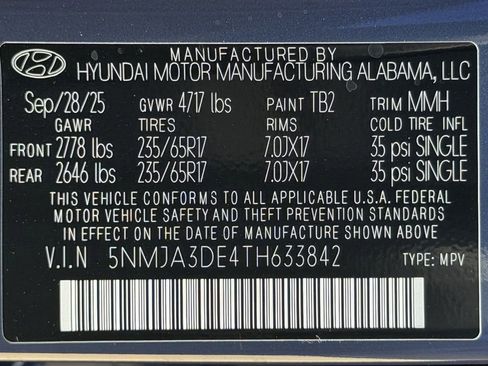 MANUFACTURED BY
HYUNDAI MOTOR MANUFACTURING ALABAMA, LLC
Sep/28/25 GVWR 4717 lbs PAINT TB2 TRIM MMH
GAWR TIRES RIMS COLD TIRE INFL
FRONT 2778 lbs 235/65R17 7.0JX17 35 psi SINGLE
REAR 2646 lbs 235/65R17 7.0JX17 35 psi SINGLE
THIS VEHICLE CONFORMS TO ALL APPLICABLE U.S.A. FEDERAL
MOTOR VEHICLE SAFETY AND THEFT PREVENTION STANDARDS
IN EFFECT ON THE DATE OF MANUFACTURE SHOWN ABOVE
V.I.N 5NMJA3DE4TH633842 TYPE: MPV